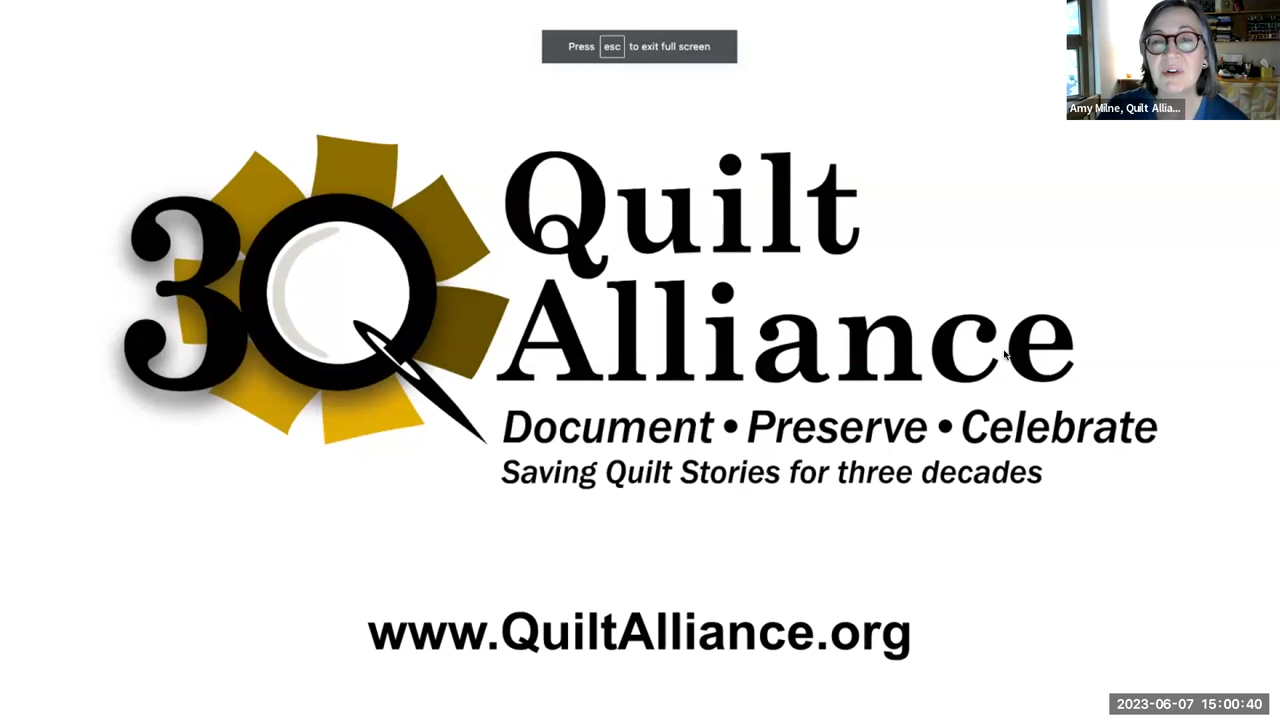 Press esc to exit full screen
Amy Milne, Quilt Allia...
30
Quilt
Alliance
Document • Preserve • Celebrate
Saving Quilt Stories for three decades
www.QuiltAlliance.org
2023-06-07 15:00:40